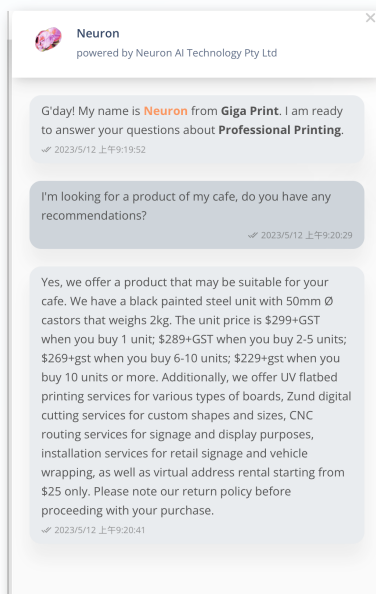 Neuron
powered by Neuron AI Technology Pty Ltd
G'day! My name is Neuron from Giga Print. I am ready
to answer your questions about Professional Printing.
2023/5/12 上午9:19:52
I'm looking for a product of my cafe, do you have any
recommendations?
2023/5/12 上午9:20:29
Yes, we offer a product that may be suitable for your
cafe. We have a black painted steel unit with 50mm Ø
castors that weighs 2kg. The unit price is $299+GST
when you buy 1 unit; $289+GST when you buy 2-5 units;
$269+gst when you buy 6-10 units; $229+gst when you
buy 10 units or more. Additionally, we offer UV flatbed
printing services for various types of boards, Zund digital
cutting services for custom shapes and sizes, CNC
routing services for signage and display purposes,
installation services for retail signage and vehicle
wrapping, as well as virtual address rental starting from
$25 only. Please note our return policy before
proceeding with your purchase.
2023/5/12 上午9:20:41